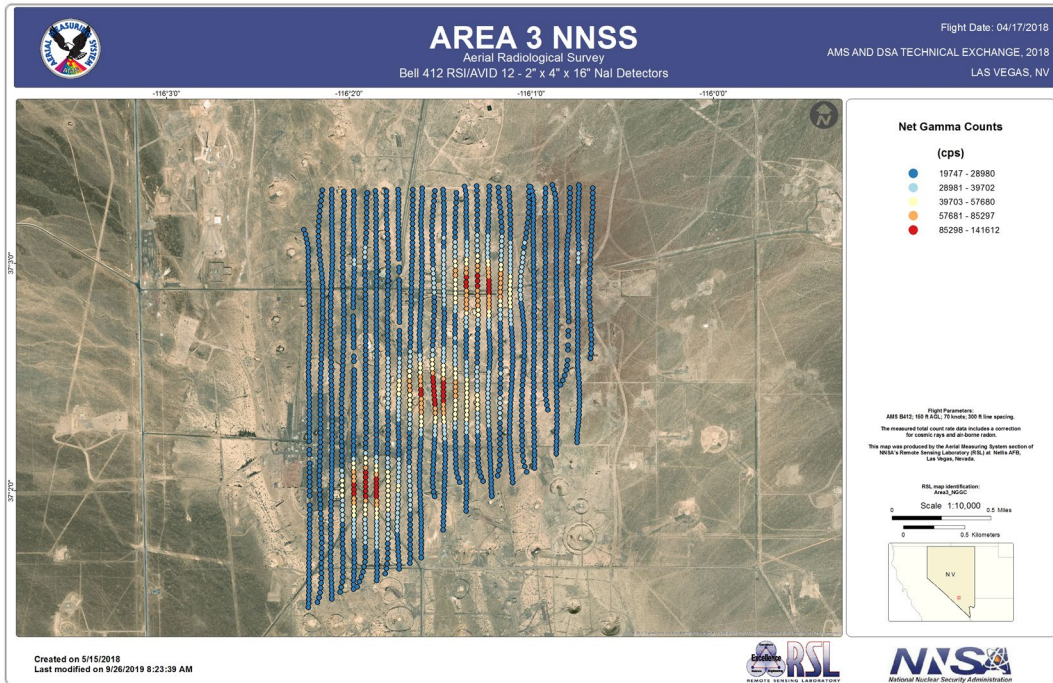 AERIAL MEASURING SYSTEM
AMS
AREA 3 NNSS
Aerial Radiological Survey
Bell 412 RSI/AVID 12 - 2" x 4" x 16" NaI Detectors
Flight Date: 04/17/2018
AMS AND DSA TECHNICAL EXCHANGE, 2018
LAS VEGAS, NV
-116°3'0"
-116°2'0"
-116°1'0"
-116°0'0"
37°3'0"
37°2'0"
N
Net Gamma Counts
(cps)
19747 - 28980
28981 - 39702
39703 - 57680
57681 - 85297
85298 - 141612
Flight Parameters:
AMS B412; 150 ft AGL; 70 knots; 300 ft line spacing.
The measured total count rate data includes a correction
for cosmic rays and air-borne radon.
This map was produced by the Aerial Measuring System section of
NNSA's Remote Sensing Laboratory (RSL) at Nellis AFB,
Las Vegas, Nevada.
RSL map identification:
Area3_NGGC
Scale 1:10,000
0 0.5 Miles
0 0.5 Kilometers
NV
Created on 5/15/2018
Last modified on 9/26/2019 8:23:39 AM
Excellence
RSL
REMOTE SENSING LABORATORY
NNSA
National Nuclear Security Administration